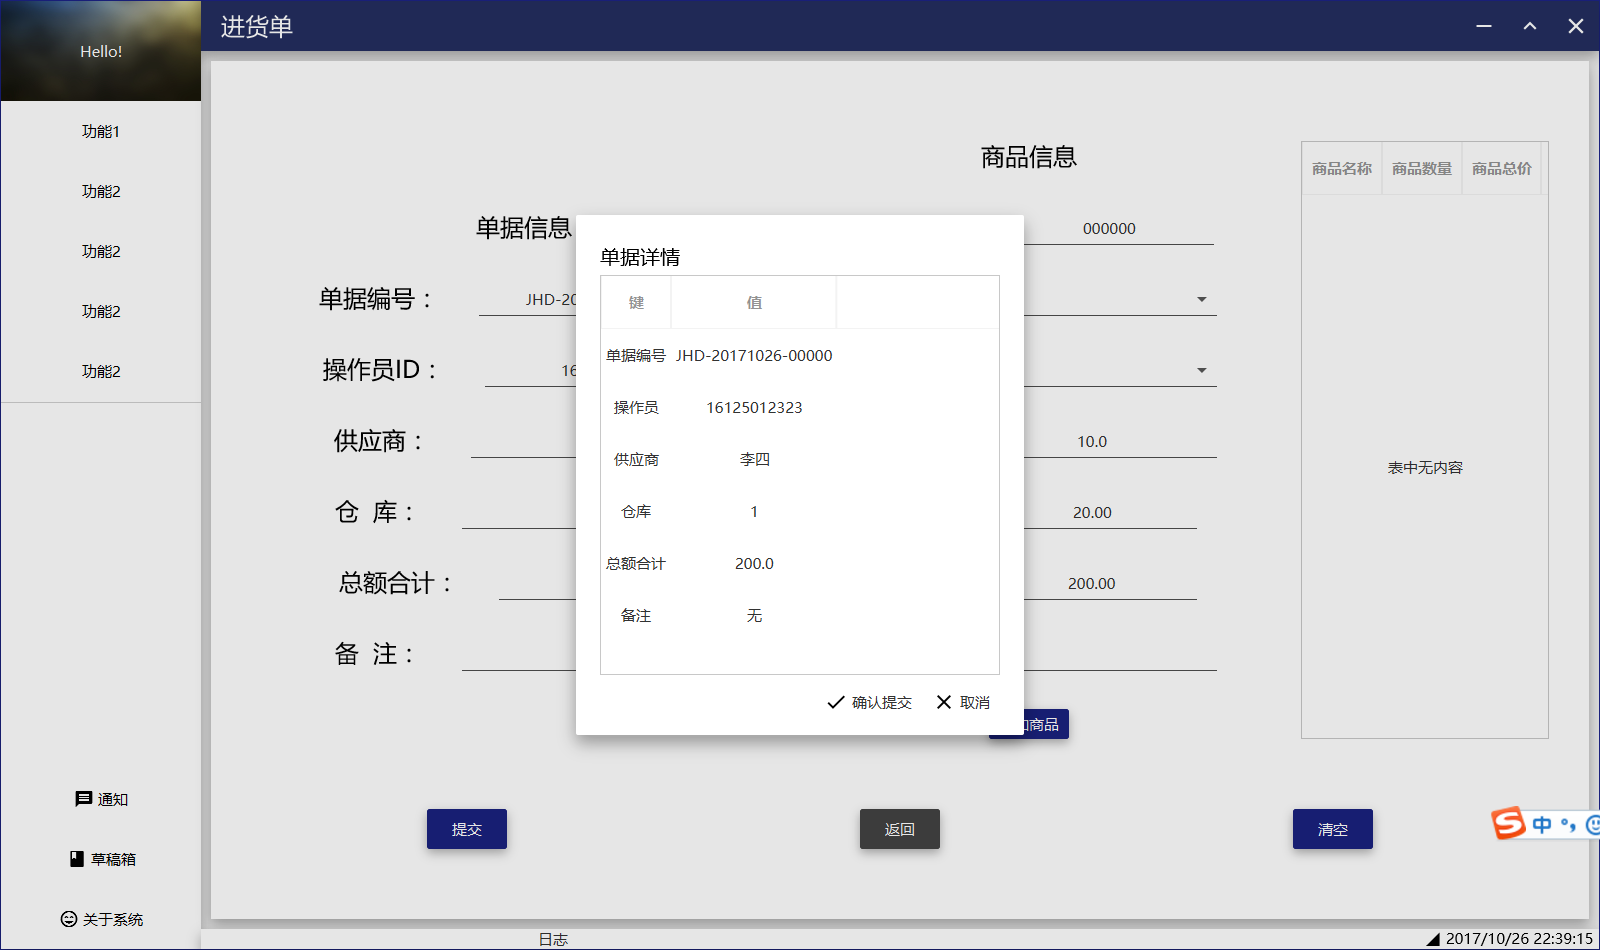 进货单
Hello!
功能1
功能2
功能2
功能2
功能2
通知
草稿箱
关于系统
商品信息
单据信息
000000
单据编号：
JHD-20
操作员ID：
16
供应商：
10.0
仓 库：
20.00
总额合计：
200.00
备 注：
商品名称 商品数量 商品总价
表中无内容
单据详情
键 值
单据编号 JHD-20171026-00000
操作员 16125012323
供应商 李四
仓库 1
总额合计 200.0
备注 无
确认提交 取消
商品
提交
返回
清空
S中
日志
2017/10/26 22:39:15